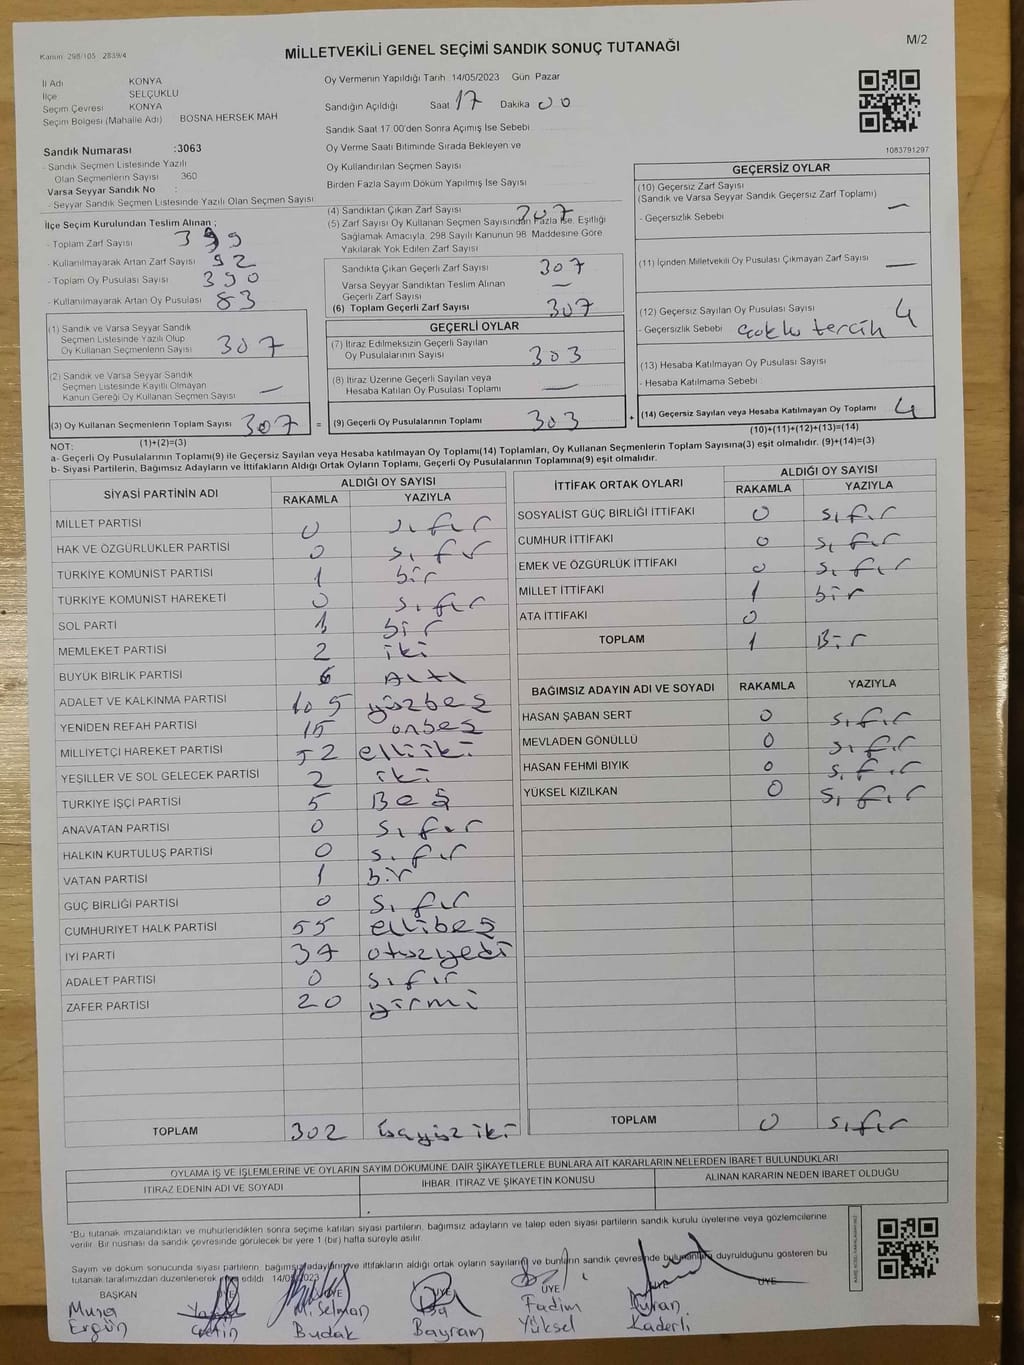 Kanun 298/105 2839/4
MİLLETVEKİLİ GENEL SEÇİMİ SANDIK SONUÇ TUTANAĞI
M/2
İl Adı KONYA
İlçe SELÇUKLU
Seçim Çevresi KONYA
Seçim Bölgesi (Mahalle Adı) BOSNA HERSEK MAH
Oy Vermenin Yapıldığı Tarih 14/05/2023 Gün Pazar
Sandığın Açıldığı Saat 17 Dakika 00
Sandık Saat 17.00'den Sonra Açımış İse Sebebi
Oy Verme Saati Bitiminde Sırada Bekleyen ve
Oy Kullandırılan Seçmen Sayısı
Birden Fazla Sayım Döküm Yapılmış İse Sayısı
1083791297
Sandık Numarası :3063
- Sandık Seçmen Listesinde Yazılı
Olan Seçmenlerin Sayısı 360
Varsa Seyyar Sandık No :
- Seyyar Sandık Seçmen Listesinde Yazılı Olan Seçmen Sayısı
İlçe Seçim Kurulundan Teslim Alınan ;
- Toplam Zarf Sayısı 399
- Kullanılmayarak Artan Zarf Sayısı 92
- Toplam Oy Pusulası Sayısı 390
- Kullanılmayarak Artan Oy Pusulası 83
(1) Sandık ve Varsa Seyyar Sandık
Seçmen Listesinde Yazılı Olup
Oy Kullanan Seçmenlerin Sayısı 307
(2) Sandık ve Varsa Seyyar Sandık
Seçmen Listesinde Kayıtlı Olmayan
Kanun Gereği Oy Kullanan Seçmen Sayısı —
(3) Oy Kullanan Seçmenlerin Toplam Sayısı 307 =
(1)+(2)=(3)
(4) Sandıktan Çıkan Zarf Sayısı 307
(5) Zarf Sayısı Oy Kullanan Seçmen Sayısından Fazla İse, Eşitliği
Sağlamak Amacıyla, 298 Sayılı Kanunun 98 Maddesine Göre
Yakılarak Yok Edilen Zarf Sayısı
Sandıkta Çıkan Geçerli Zarf Sayısı 307
Varsa Seyyar Sandıktan Teslim Alınan
Geçerli Zarf Sayısı —
(6) Toplam Geçerli Zarf Sayısı 307
GEÇERLİ OYLAR
(7) İtiraz Edilmeksizin Geçerli Sayılan
Oy Pusulalarının Sayısı 303
(8) İtiraz Üzerine Geçerli Sayılan veya
Hesaba Katılan Oy Pusulası Toplamı —
(9) Geçerli Oy Pusulalarının Toplamı 303 +
GEÇERSİZ OYLAR
(10) Geçersiz Zarf Sayısı
(Sandık ve Varsa Seyyar Sandık Geçersiz Zarf Toplamı) —
- Geçersizlik Sebebi
(11) İçinden Milletvekili Oy Pusulası Çıkmayan Zarf Sayısı —
(12) Geçersiz Sayılan Oy Pusulası Sayısı 4
- Geçersizlik Sebebi çoklu tercih
(13) Hesaba Katılmayan Oy Pusulası Sayısı
- Hesaba Katılmama Sebebi :
(14) Geçersiz Sayılan veya Hesaba Katılmayan Oy Toplamı 4
(10)+(11)+(12)+(13)=(14)
NOT:
a- Geçerli Oy Pusulalarının Toplamı(9) ile Geçersiz Sayılan veya Hesaba Katılmayan Oy Toplamı(14) Toplamları, Oy Kullanan Seçmenlerin Toplam Sayısına(3) eşit olmalıdır. (9)+(14)=(3)
b- Siyasi Partilerin, Bağımsız Adayların ve İttifakların Aldığı Ortak Oyların Toplamı, Geçerli Oy Pusulalarının Toplamına(9) eşit olmalıdır.
SİYASİ PARTİNİN ADI ALDIĞI OY SAYISI
RAKAMLA YAZIYLA
MİLLET PARTİSİ 0 sıfır
HAK VE ÖZGÜRLÜKLER PARTİSİ 0 sıfır
TÜRKİYE KOMÜNİST PARTİSİ 1 bir
TÜRKİYE KOMÜNİST HAREKETİ 0 sıfır
SOL PARTİ 1 bir
MEMLEKET PARTİSİ 2 iki
BÜYÜK BİRLİK PARTİSİ 6 Altı
ADALET VE KALKINMA PARTİSİ 105 yüzbeş
YENİDEN REFAH PARTİSİ 15 onbeş
MİLLİYETÇİ HAREKET PARTİSİ 52 elliiki
YEŞİLLER VE SOL GELECEK PARTİSİ 2 iki
TÜRKİYE İŞÇİ PARTİSİ 5 Beş
ANAVATAN PARTİSİ 0 sıfır
HALKIN KURTULUŞ PARTİSİ 0 sıfır
VATAN PARTİSİ 1 bir
GÜÇ BİRLİĞİ PARTİSİ 0 sıfır
CUMHURİYET HALK PARTİSİ 55 ellibeş
İYİ PARTİ 37 otuzyedi
ADALET PARTİSİ 0 sıfır
ZAFER PARTİSİ 20 yirmi
TOPLAM 302 üçyüz iki
İTTİFAK ORTAK OYLARI ALDIĞI OY SAYISI
RAKAMLA YAZIYLA
SOSYALİST GÜÇ BİRLİĞİ İTTİFAKI 0 sıfır
CUMHUR İTTİFAKI 0 sıfır
EMEK VE ÖZGÜRLÜK İTTİFAKI 0 sıfır
MİLLET İTTİFAKI 1 bir
ATA İTTİFAKI 0
TOPLAM 1 Bir
BAĞIMSIZ ADAYIN ADI VE SOYADI RAKAMLA YAZIYLA
HASAN ŞABAN SERT 0 sıfır
MEVLADEN GÖNÜLLÜ 0 sıfır
HASAN FEHMİ BIYIK 0 sıfır
YÜKSEL KIZILKAN 0 sıfır
TOPLAM 0 sıfır
OYLAMA İŞ VE İŞLEMLERİNE VE OYLARIN SAYIM DÖKÜMÜNE DAİR ŞİKAYETLERLE BUNLARA AİT KARARLARIN NELERDEN İBARET BULUNDUKLARI
İTİRAZ EDENİN ADI VE SOYADI
İHBAR, İTİRAZ VE ŞİKAYETİN KONUSU
ALINAN KARARIN NEDEN İBARET OLDUĞU
*Bu tutanak imzalandıktan ve mühürlendikten sonra seçime katılan siyasi partilerin, bağımsız adayların ve talep eden siyasi partilerin sandık kurulu üyelerine veya gözlemcilerine
verilir. Bir nüshası da sandık çevresinde görülecek bir yere 1 (bir) hafta süreyle asılır.
Sayım ve döküm sonucunda siyasi partilerin, bağımsız adayların ve ittifakların aldığı ortak oyların sayılarını ve bunların sandık çevresinde duyrulduğunu gösteren bu
tutanak tarafımızdan düzenlenerek edildi 14/05/2023
BAŞKAN ÜYE ÜYE ÜYE ÜYE ÜYE ÜYE
Ergün Çetin M. Selman Budak Bayram Fadim Yüksel Kaderli